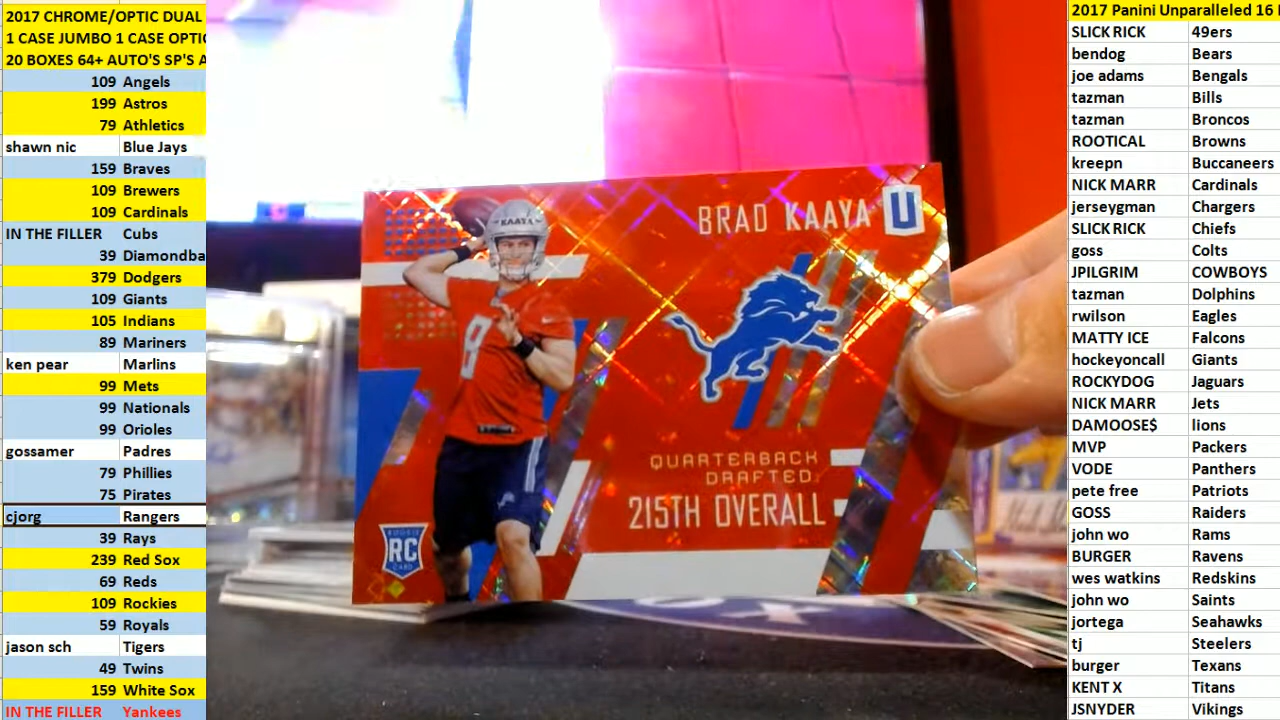 2017 CHROME/OPTIC DUAL
1 CASE JUMBO 1 CASE OPTIC
20 BOXES 64+ AUTO'S SP'S A
109 Angels
199 Astros
79 Athletics
shawn nic Blue Jays
159 Braves
109 Brewers
109 Cardinals
IN THE FILLER Cubs
39 Diamondba
379 Dodgers
109 Giants
105 Indians
89 Mariners
ken pear Marlins
99 Mets
99 Nationals
99 Orioles
gossamer Padres
79 Phillies
75 Pirates
cjorg Rangers
39 Rays
239 Red Sox
69 Reds
109 Rockies
59 Royals
jason sch Tigers
49 Twins
159 White Sox
IN THE FILLER Yankees
BRAD KAAYA U
KAAYA
8
QUARTERBACK
DRAFTED:
215TH OVERALL
RC
CARD
2017 Panini Unparalleled 16
SLICK RICK 49ers
bendog Bears
joe adams Bengals
tazman Bills
tazman Broncos
ROOTICAL Browns
kreepn Buccaneers
NICK MARR Cardinals
jerseygman Chargers
SLICK RICK Chiefs
goss Colts
JPILGRIM COWBOYS
tazman Dolphins
rwilson Eagles
MATTY ICE Falcons
hockeyoncall Giants
ROCKYDOG Jaguars
NICK MARR Jets
DAMOOSE$ lions
MVP Packers
VODE Panthers
pete free Patriots
GOSS Raiders
john wo Rams
BURGER Ravens
wes watkins Redskins
john wo Saints
jortega Seahawks
tj Steelers
burger Texans
KENT X Titans
JSNYDER Vikings